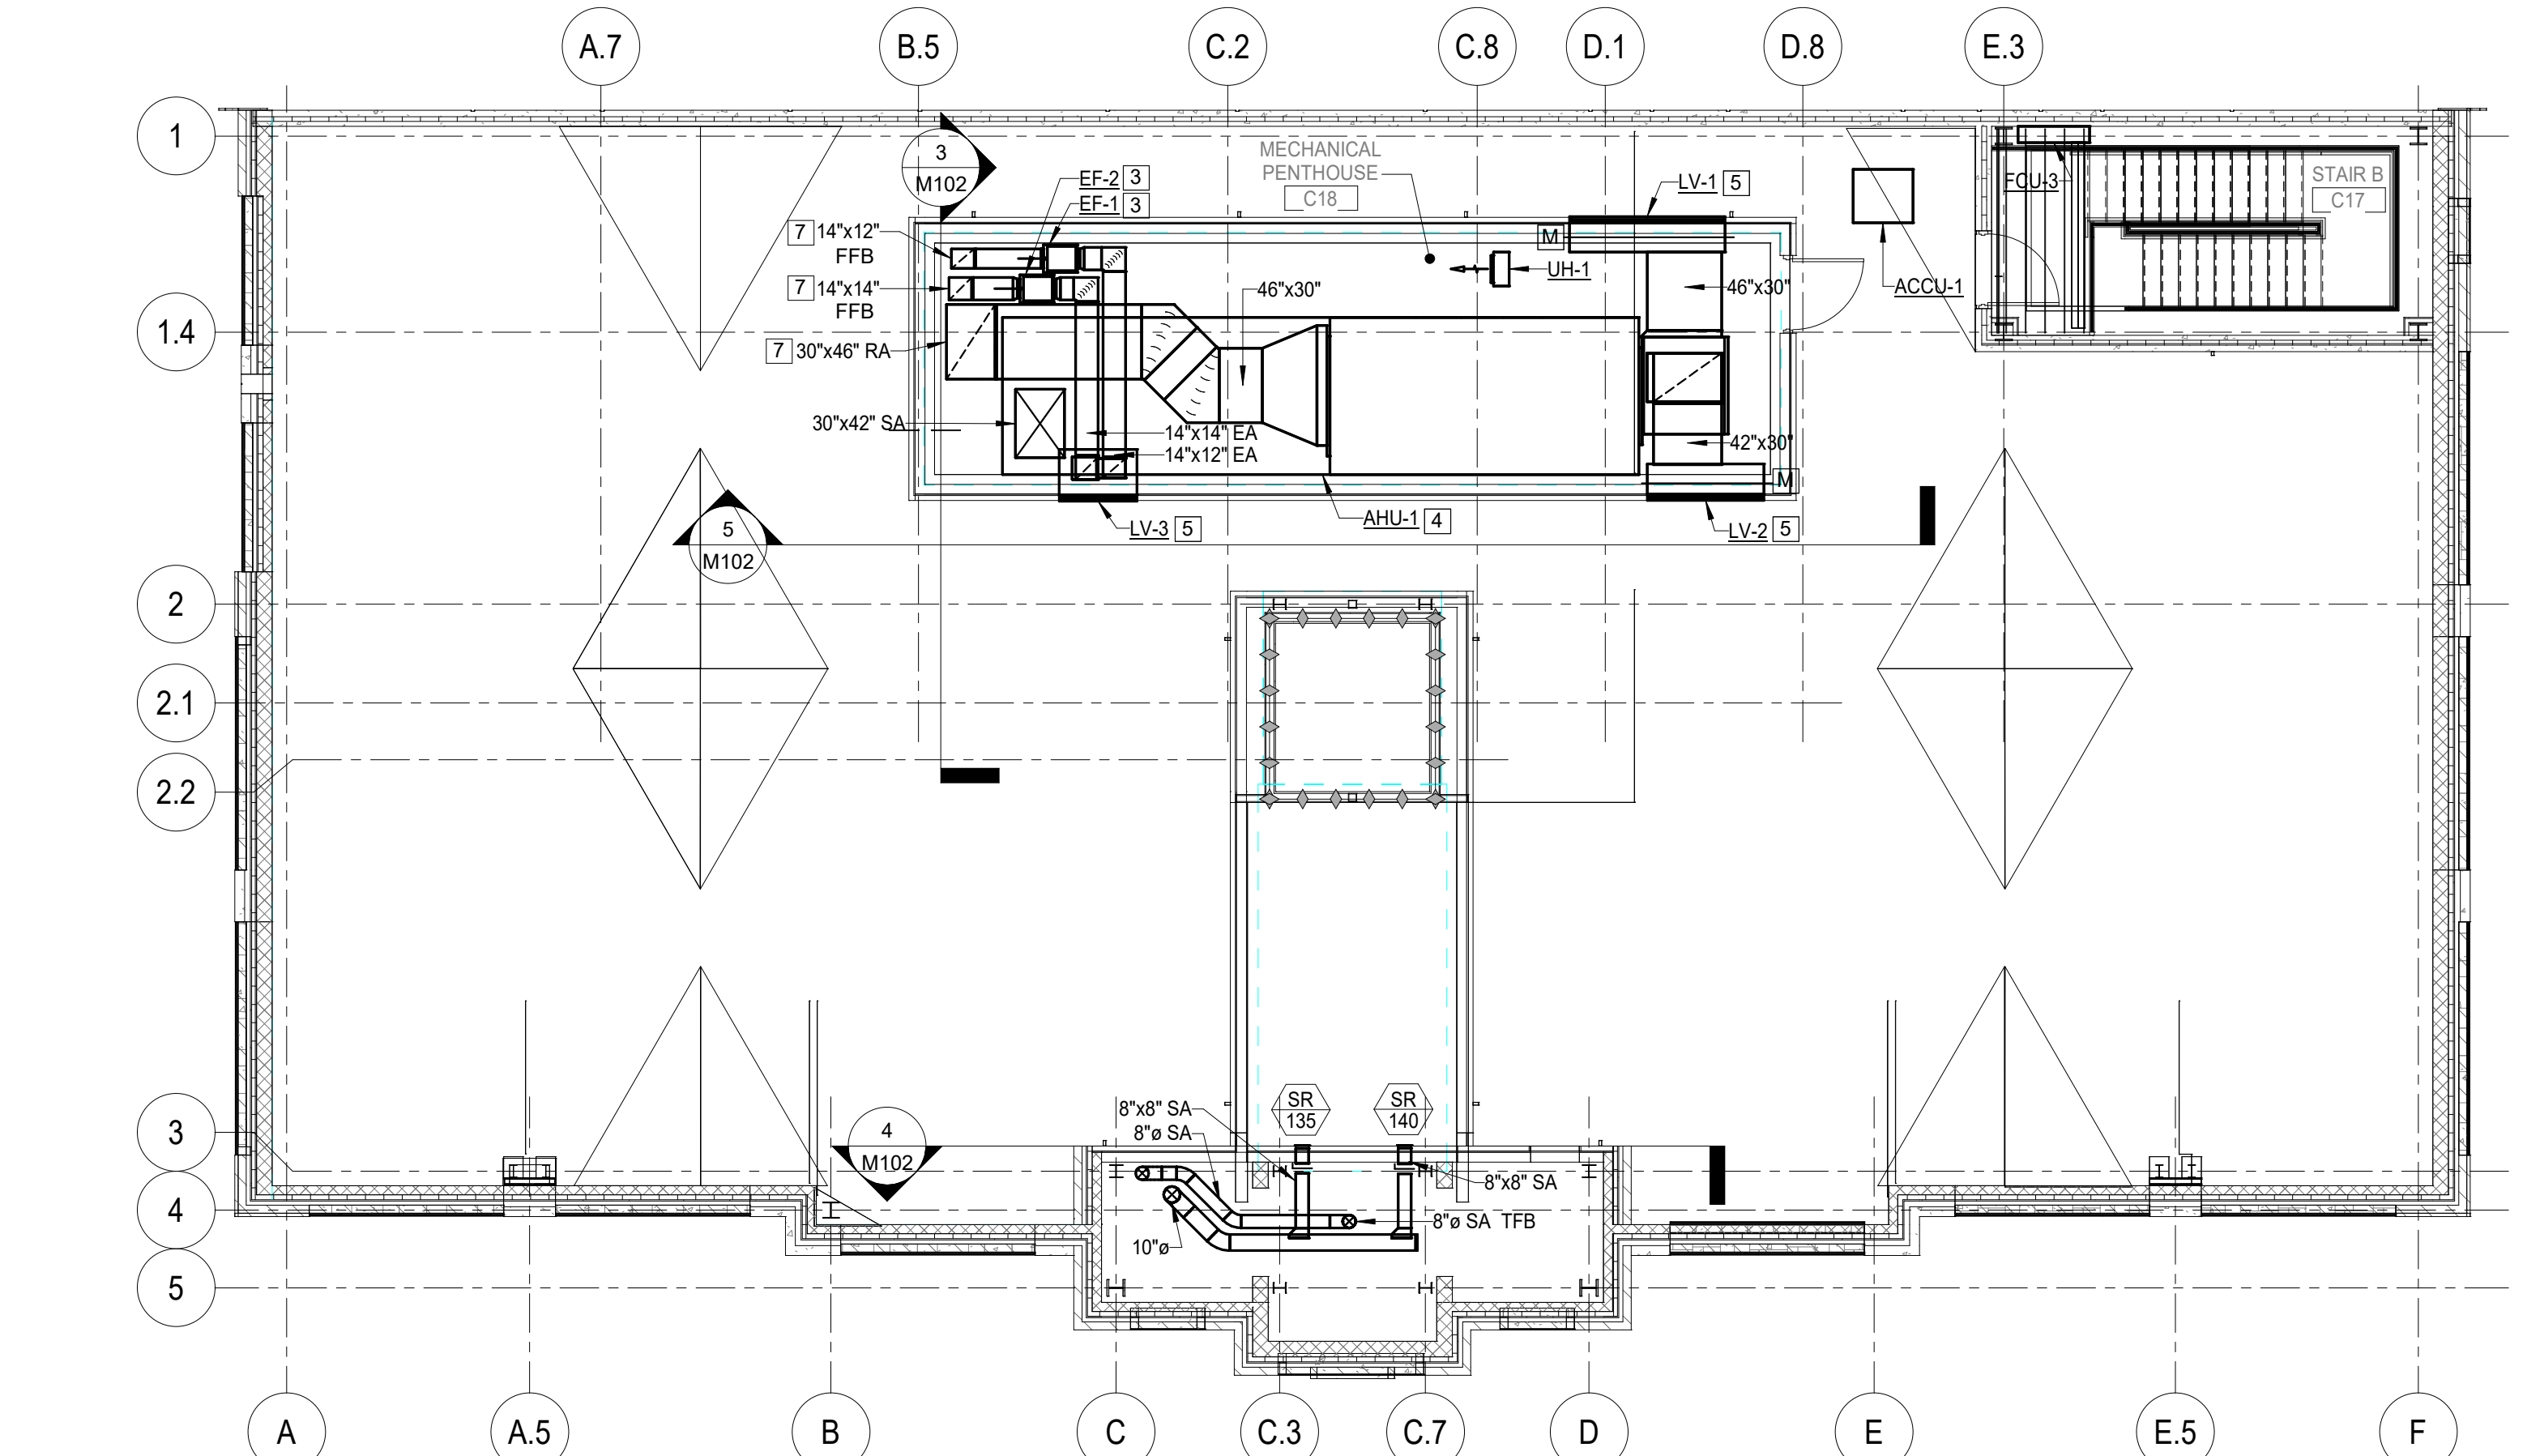 A.7
B.5
C.2
C.8
D.1
D.8
E.3
1
3
M102
MECHANICAL
PENTHOUSE
C18
EF-2 3
EF-1 3
LV-1 5
FCU-3
STAIR B
C17
7 14"x12"
FFB
M
7 14"x14"
FFB
46"x30"
UH-1
46"x30"
ACCU-1
1.4
7 30"x46" RA
30"x42" SA
14"x14" EA
14"x12" EA
42"x30"
M
5
M102
LV-3 5
AHU-1 4
LV-2 5
2
2.1
2.2
3
4
M102
8"x8" SA
8"ø SA
SR
135
SR
140
8"x8" SA
4
8"ø SA TFB
10"ø
5
A
A.5
B
C
C.3
C.7
D
E
E.5
F